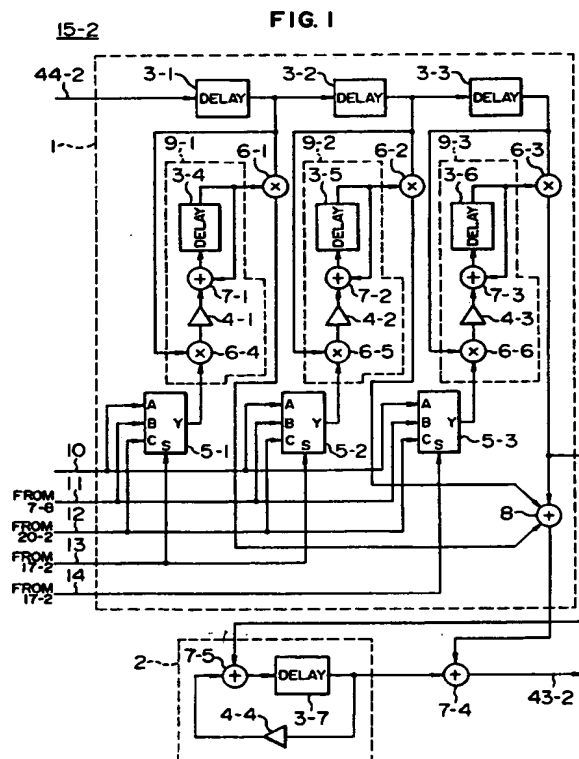 FIG. 1
15-2
44-2
3-1
3-2
3-3
DELAY
DELAY
DELAY
1
9-1
6-1
9-2
6-2
9-3
6-3
3-4
3-5
3-6
DELAY
DELAY
DELAY
7-1
7-2
7-3
4-1
4-2
4-3
6-4
6-5
6-6
A
B
C
S
Y
A
B
C
S
Y
A
B
C
S
Y
5-1
5-2
5-3
10
11
FROM 7-8
12
FROM 20-2
13
FROM 17-2
14
FROM 17-2
8
2
7-5
DELAY
3-7
4-4
7-4
43-2